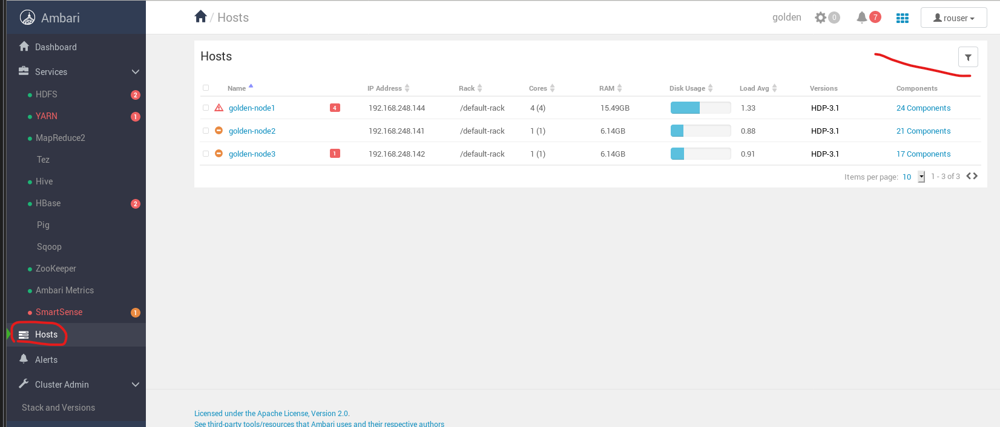 Ambari
/ Hosts
golden 0 7 rouser
Dashboard
Services
HDFS 2
YARN 1
MapReduce2
Tez
Hive
HBase 2
Pig
Sqoop
ZooKeeper
Ambari Metrics
SmartSense 1
Hosts
Alerts
Cluster Admin
Stack and Versions
Hosts
Name IP Address Rack Cores RAM Disk Usage Load Avg Versions Components
golden-node1 4 192.168.248.144 /default-rack 4 (4) 15.49GB 1.33 HDP-3.1 24 Components
golden-node2 192.168.248.141 /default-rack 1 (1) 6.14GB 0.88 HDP-3.1 21 Components
golden-node3 1 192.168.248.142 /default-rack 1 (1) 6.14GB 0.91 HDP-3.1 17 Components
Items per page: 10 1 - 3 of 3
Licensed under the Apache License, Version 2.0.
See third-party tools/resources that Ambari uses and their respective authors